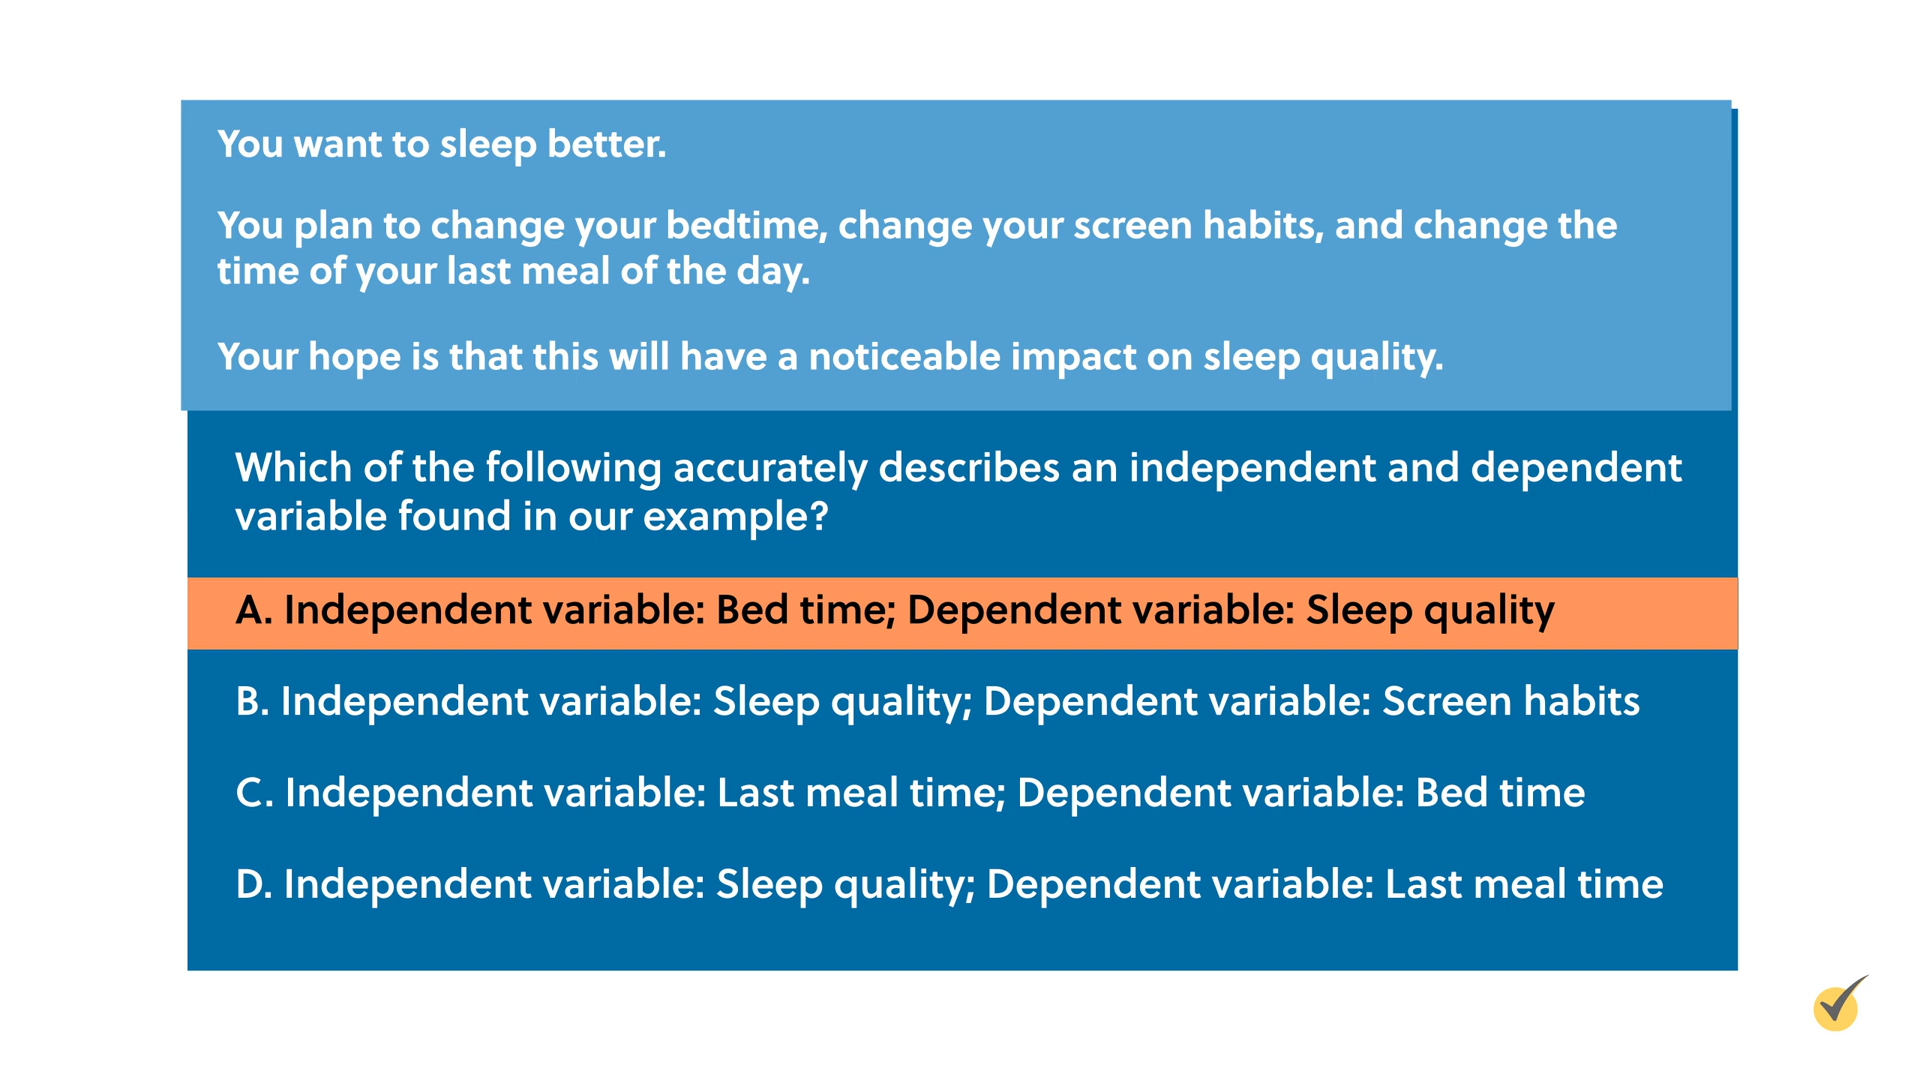 You want to sleep better.
You plan to change your bedtime, change your screen habits, and change the
time of your last meal of the day.
Your hope is that this will have a noticeable impact on sleep quality.
Which of the following accurately describes an independent and dependent
variable found in our example?
A. Independent variable: Bed time; Dependent variable: Sleep quality
B. Independent variable: Sleep quality; Dependent variable: Screen habits
C. Independent variable: Last meal time; Dependent variable: Bed time
D. Independent variable: Sleep quality; Dependent variable: Last meal time